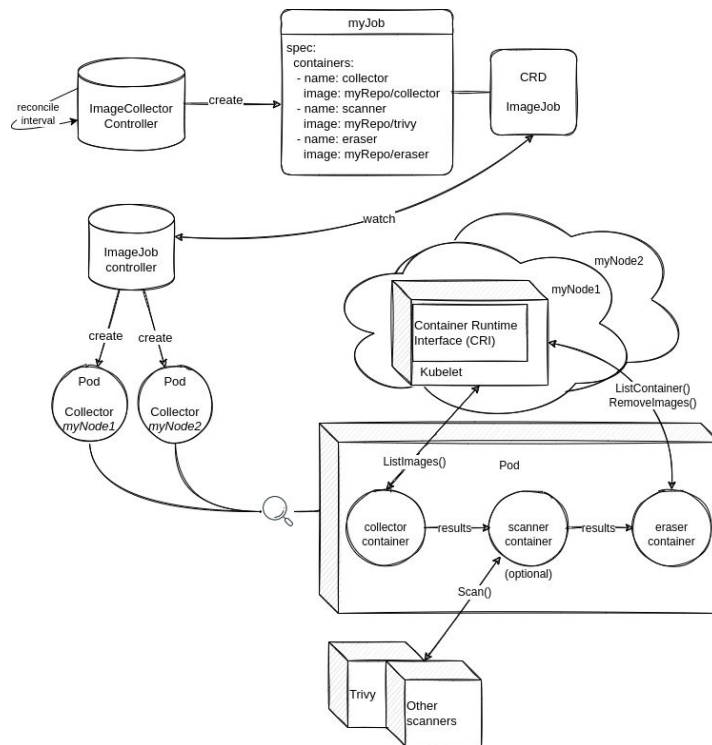 myJob
spec:
containers:
- name: collector
image: myRepo/collector
- name: scanner
image: myRepo/trivy
- name: eraser
image: myRepo/eraser
CRD
ImageJob
reconcile
interval
ImageCollector
Controller
create
watch
ImageJob
controller
create
create
Pod
Collector
myNode1
Pod
Collector
myNode2
myNode2
myNode1
Container Runtime
Interface (CRI)
Kubelet
ListContainer()
RemoveImages()
ListImages()
Pod
collector
container
results
scanner
container
(optional)
results
eraser
container
Scan()
Trivy
Other
scanners